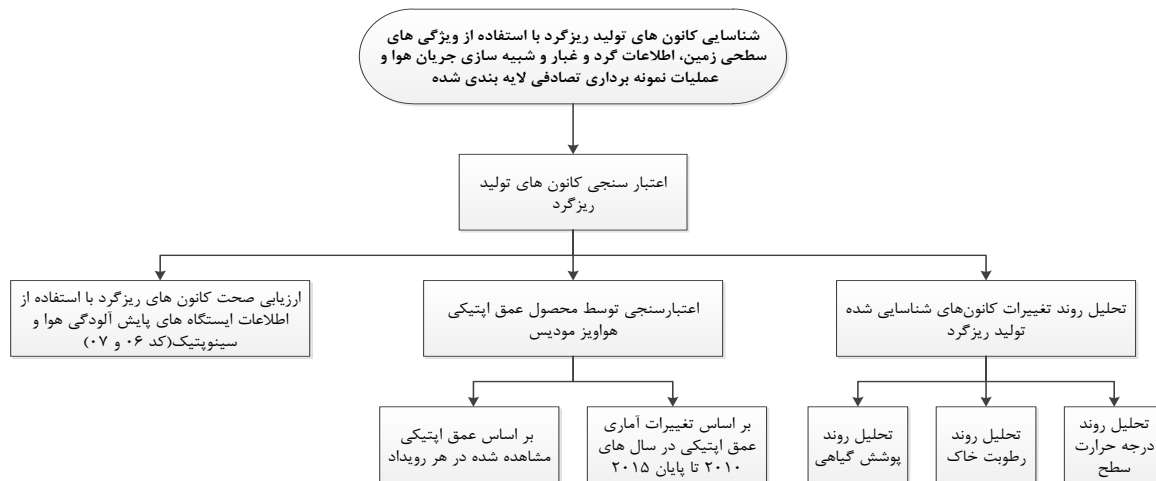 شناسایی کانون های تولید ریزگرد با استفاده از ویژگی های
سطحی زمین، اطلاعات گرد و غبار و شبیه سازی جریان هوا و
عملیات نمونه برداری تصادفی لایه بندی شده
اعتبار سنجی کانون های تولید
ریزگرد
تحلیل روند تغییرات کانون‌های شناسایی شده
تولید ریزگرد
اعتبارسنجی توسط محصول عمق اپتیکی
هواویز مودیس
ارزیابی صحت کانون های ریزگرد با استفاده از
اطلاعات ایستگاه های پایش آلودگی هوا و
سینوپتیک(کد ۰۶ و ۰۷)
تحلیل روند
درجه حرارت
سطح
تحلیل روند
رطوبت خاک
تحلیل روند
پوشش گیاهی
بر اساس تغییرات آماری
عمق اپتیکی در سال های
۲۰۱۰ تا پایان ۲۰۱۵
بر اساس عمق اپتیکی
مشاهده شده در هر رویداد